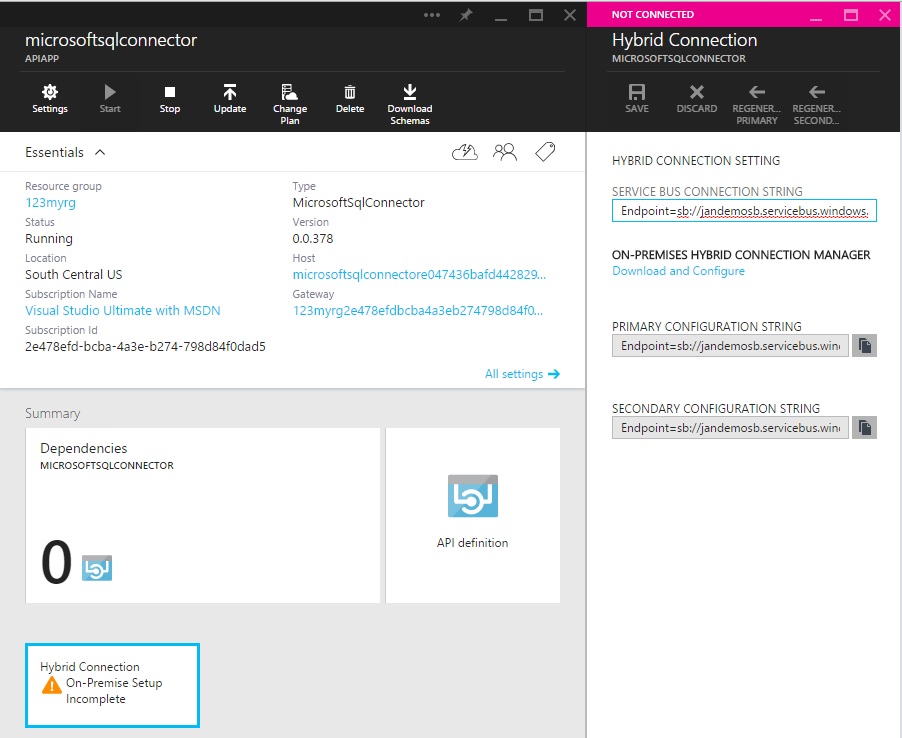 microsoftsqlconnector
APIAPP
Settings
Start
Stop
Update
Change
Plan
Delete
Download
Schemas
Essentials
Resource group
123myrg
Status
Running
Location
South Central US
Subscription Name
Visual Studio Ultimate with MSDN
Subscription Id
2e478efd-bcba-4a3e-b274-798d84f0dad5
Type
MicrosoftSqlConnector
Version
0.0.378
Host
microsoftsqlconnectore047436bafd442829...
Gateway
123myrg2e478efdbcba4a3eb274798d84f0...
All settings
Summary
Dependencies
MICROSOFTSQLCONNECTOR
0
API definition
Hybrid Connection
On-Premise Setup
Incomplete
NOT CONNECTED
Hybrid Connection
MICROSOFTSQLCONNECTOR
SAVE
DISCARD
REGENER...
PRIMARY
REGENER...
SECOND...
HYBRID CONNECTION SETTING
SERVICE BUS CONNECTION STRING
Endpoint=sb://jandemosb.servicebus.windows.
ON-PREMISES HYBRID CONNECTION MANAGER
Download and Configure
PRIMARY CONFIGURATION STRING
Endpoint=sb://jandemosb.servicebus.win
SECONDARY CONFIGURATION STRING
Endpoint=sb://jandemosb.servicebus.win